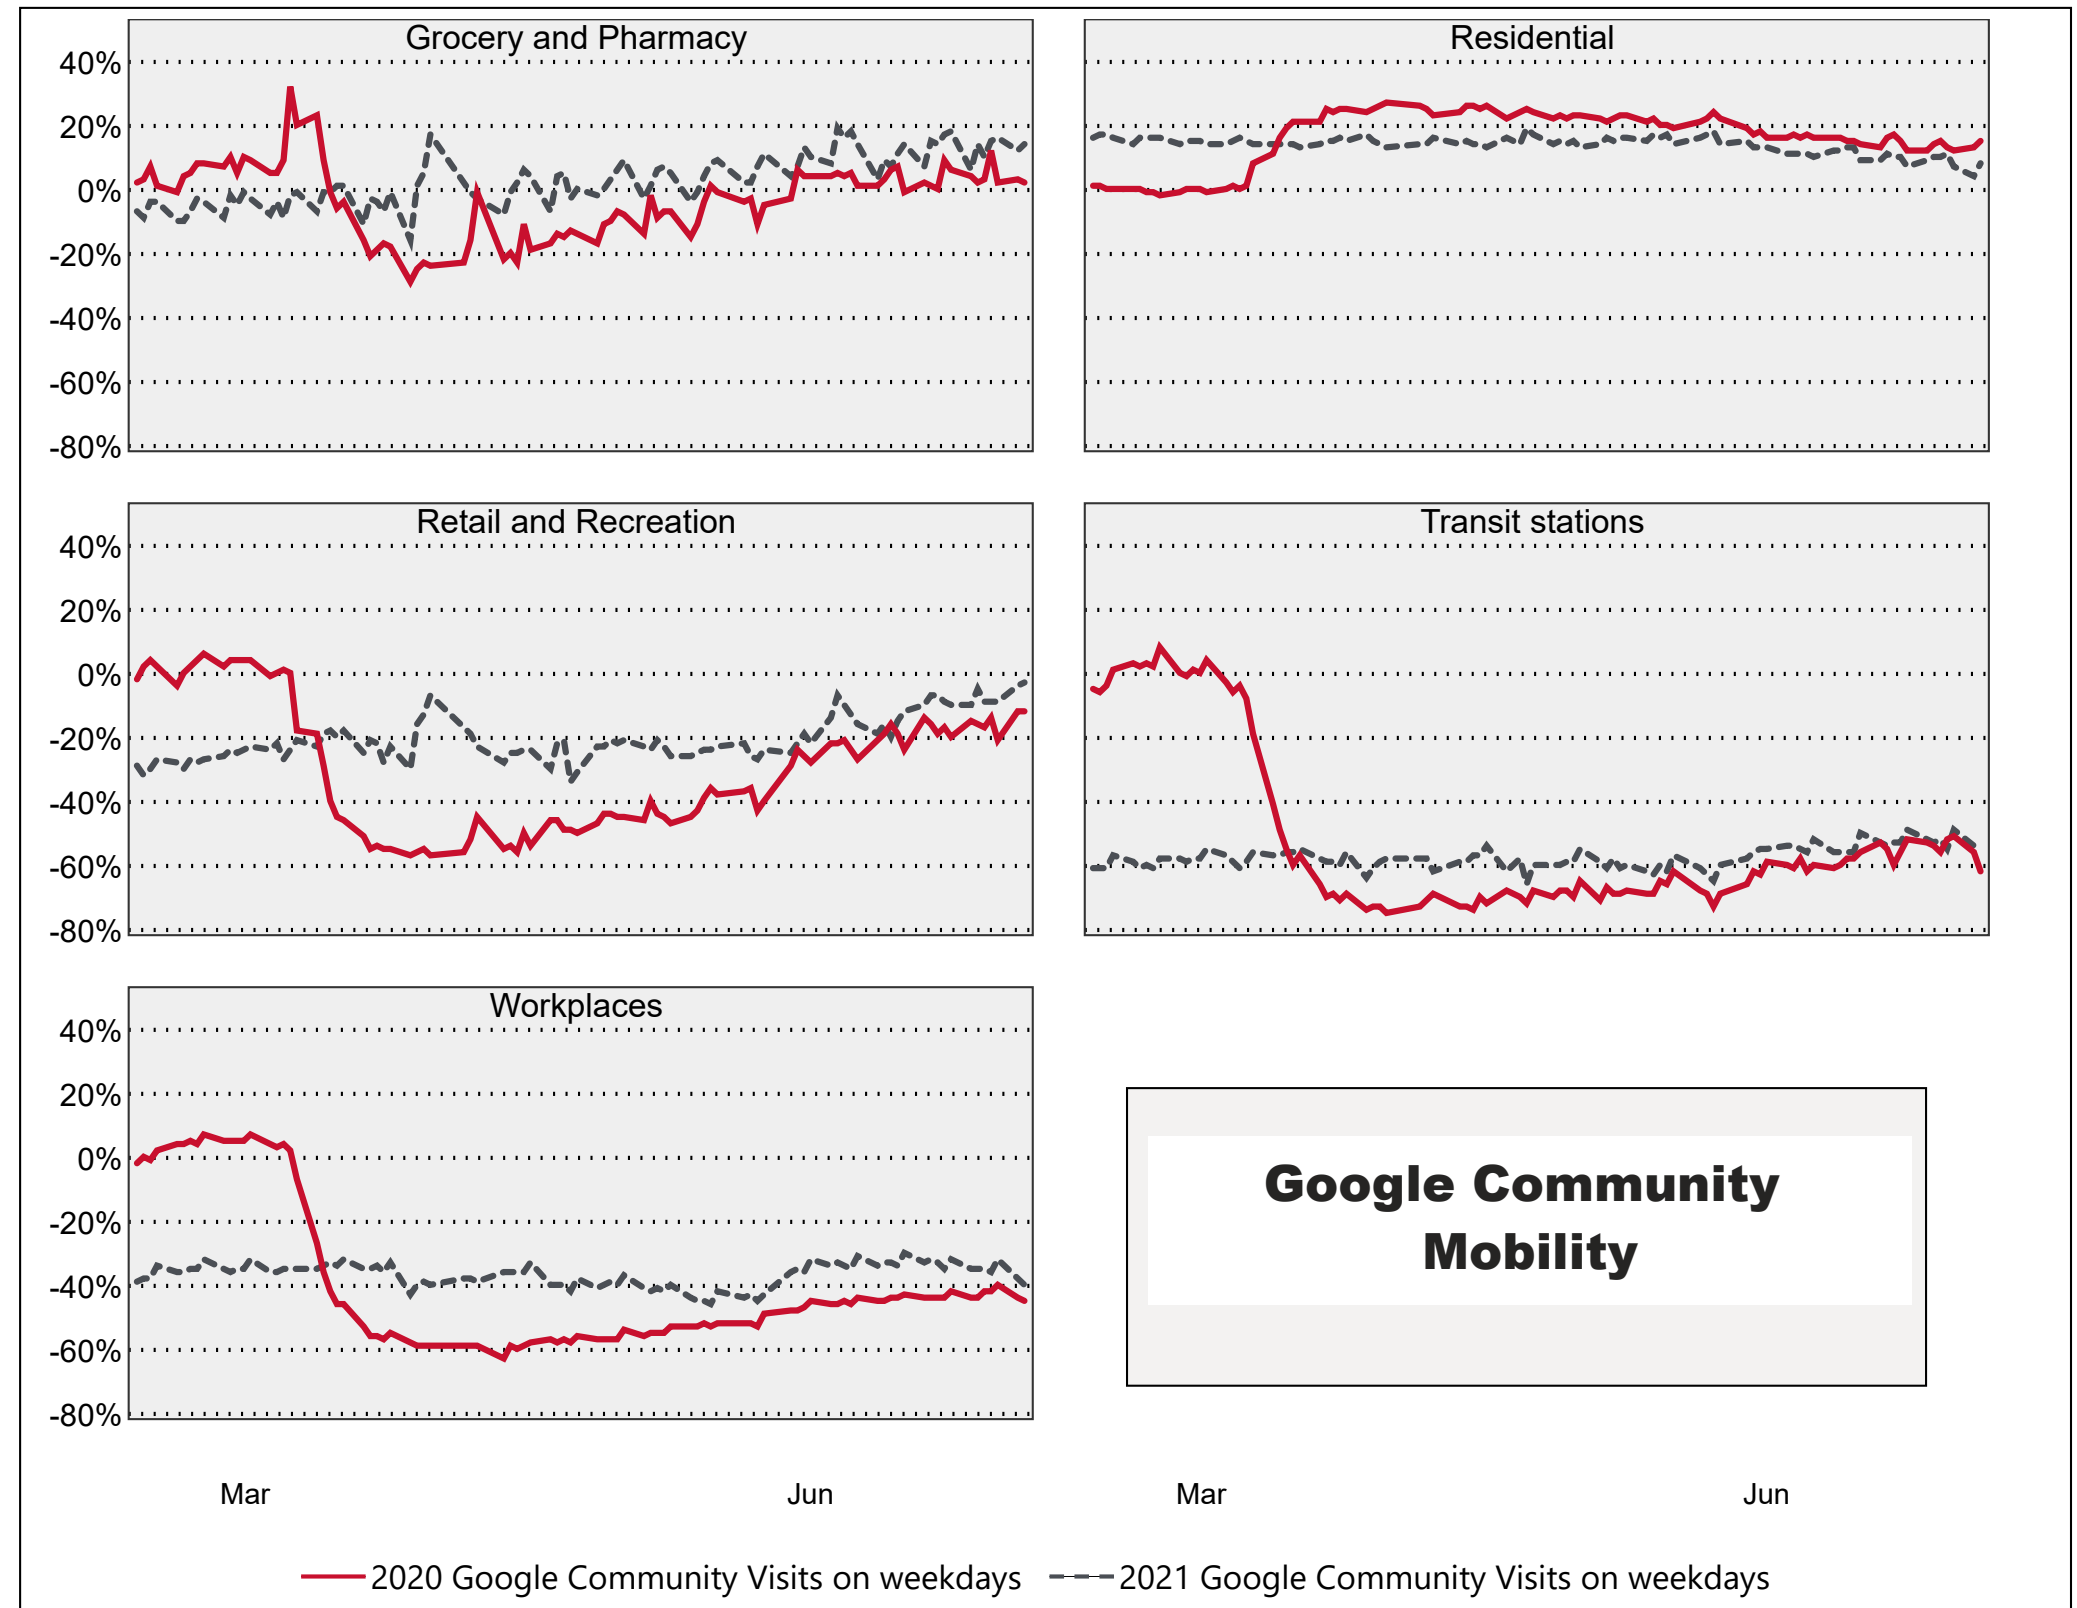 Grocery and Pharmacy
40%
20%
0%
-20%
-40%
-60%
-80%
Residential
Retail and Recreation
40%
20%
0%
-20%
-40%
-60%
-80%
Transit stations
Workplaces
40%
20%
0%
-20%
-40%
-60%
-80%
Google Community
Mobility
Mar Jun Mar Jun
2020 Google Community Visits on weekdays 2021 Google Community Visits on weekdays